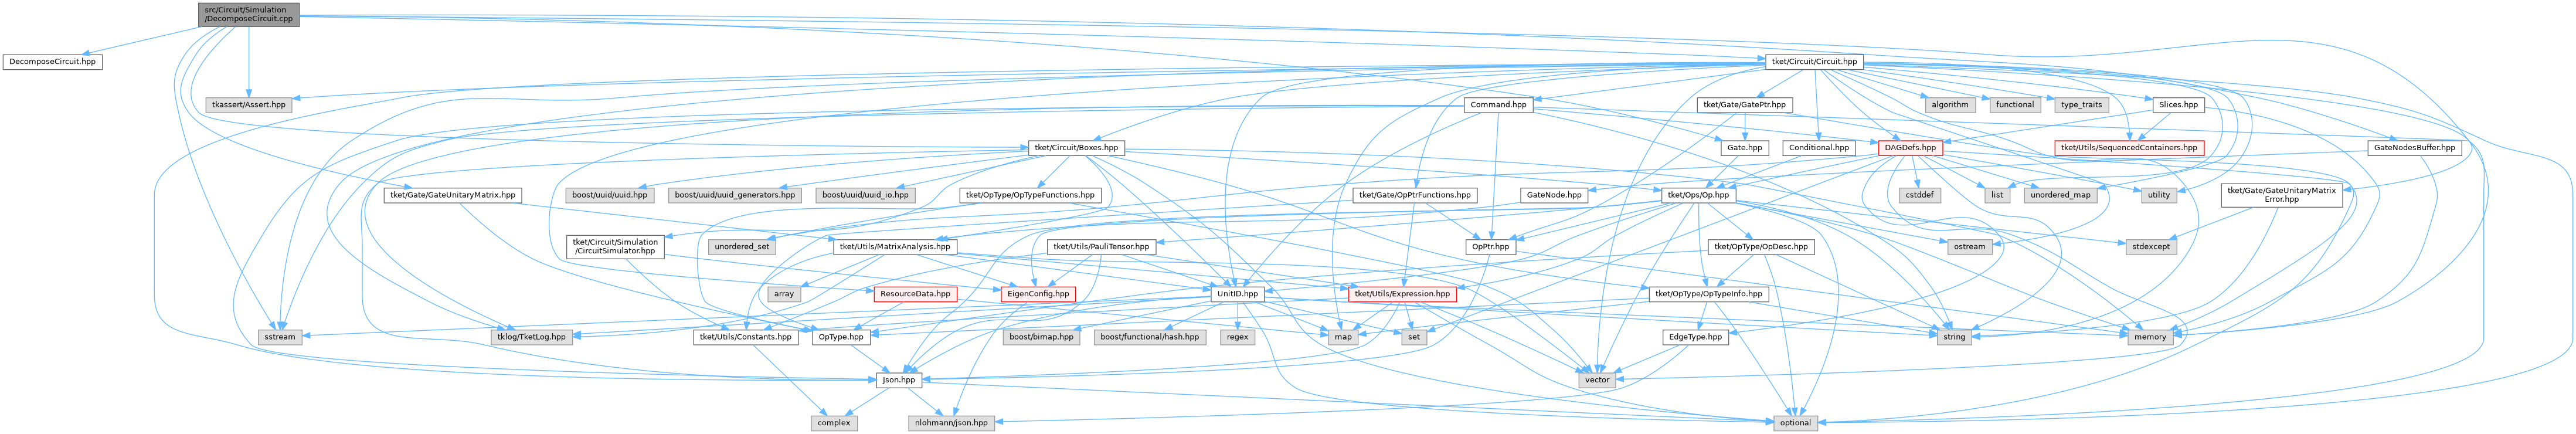 src/Circuit/Simulation
/DecomposeCircuit.cpp
DecomposeCircuit.hpp
tket/Circuit/Circuit.hpp
tkassert/Assert.hpp
Command.hpp
tket/Gate/GatePtr.hpp
algorithm
functional
type_traits
Slices.hpp
tket/Circuit/Boxes.hpp
Gate.hpp
Conditional.hpp
DAGDefs.hpp
tket/Utils/SequencedContainers.hpp
GateNodesBuffer.hpp
tket/Gate/GateUnitaryMatrix.hpp
boost/uuid/uuid.hpp
boost/uuid/uuid_generators.hpp
boost/uuid/uuid_io.hpp
tket/OpType/OpTypeFunctions.hpp
tket/Gate/OpPtrFunctions.hpp
GateNode.hpp
tket/Ops/Op.hpp
cstddef
list
unordered_map
utility
tket/Gate/GateUnitaryMatrix
Error.hpp
tket/Circuit/Simulation
/CircuitSimulator.hpp
unordered_set
tket/Utils/MatrixAnalysis.hpp
tket/Utils/PauliTensor.hpp
OpPtr.hpp
tket/OpType/OpDesc.hpp
ostream
stdexcept
array
ResourceData.hpp
EigenConfig.hpp
UnitID.hpp
tket/Utils/Expression.hpp
tket/OpType/OpTypeInfo.hpp
sstream
tklog/TketLog.hpp
tket/Utils/Constants.hpp
OpType.hpp
boost/bimap.hpp
boost/functional/hash.hpp
regex
map
set
EdgeType.hpp
string
memory
Json.hpp
vector
complex
nlohmann/json.hpp
optional